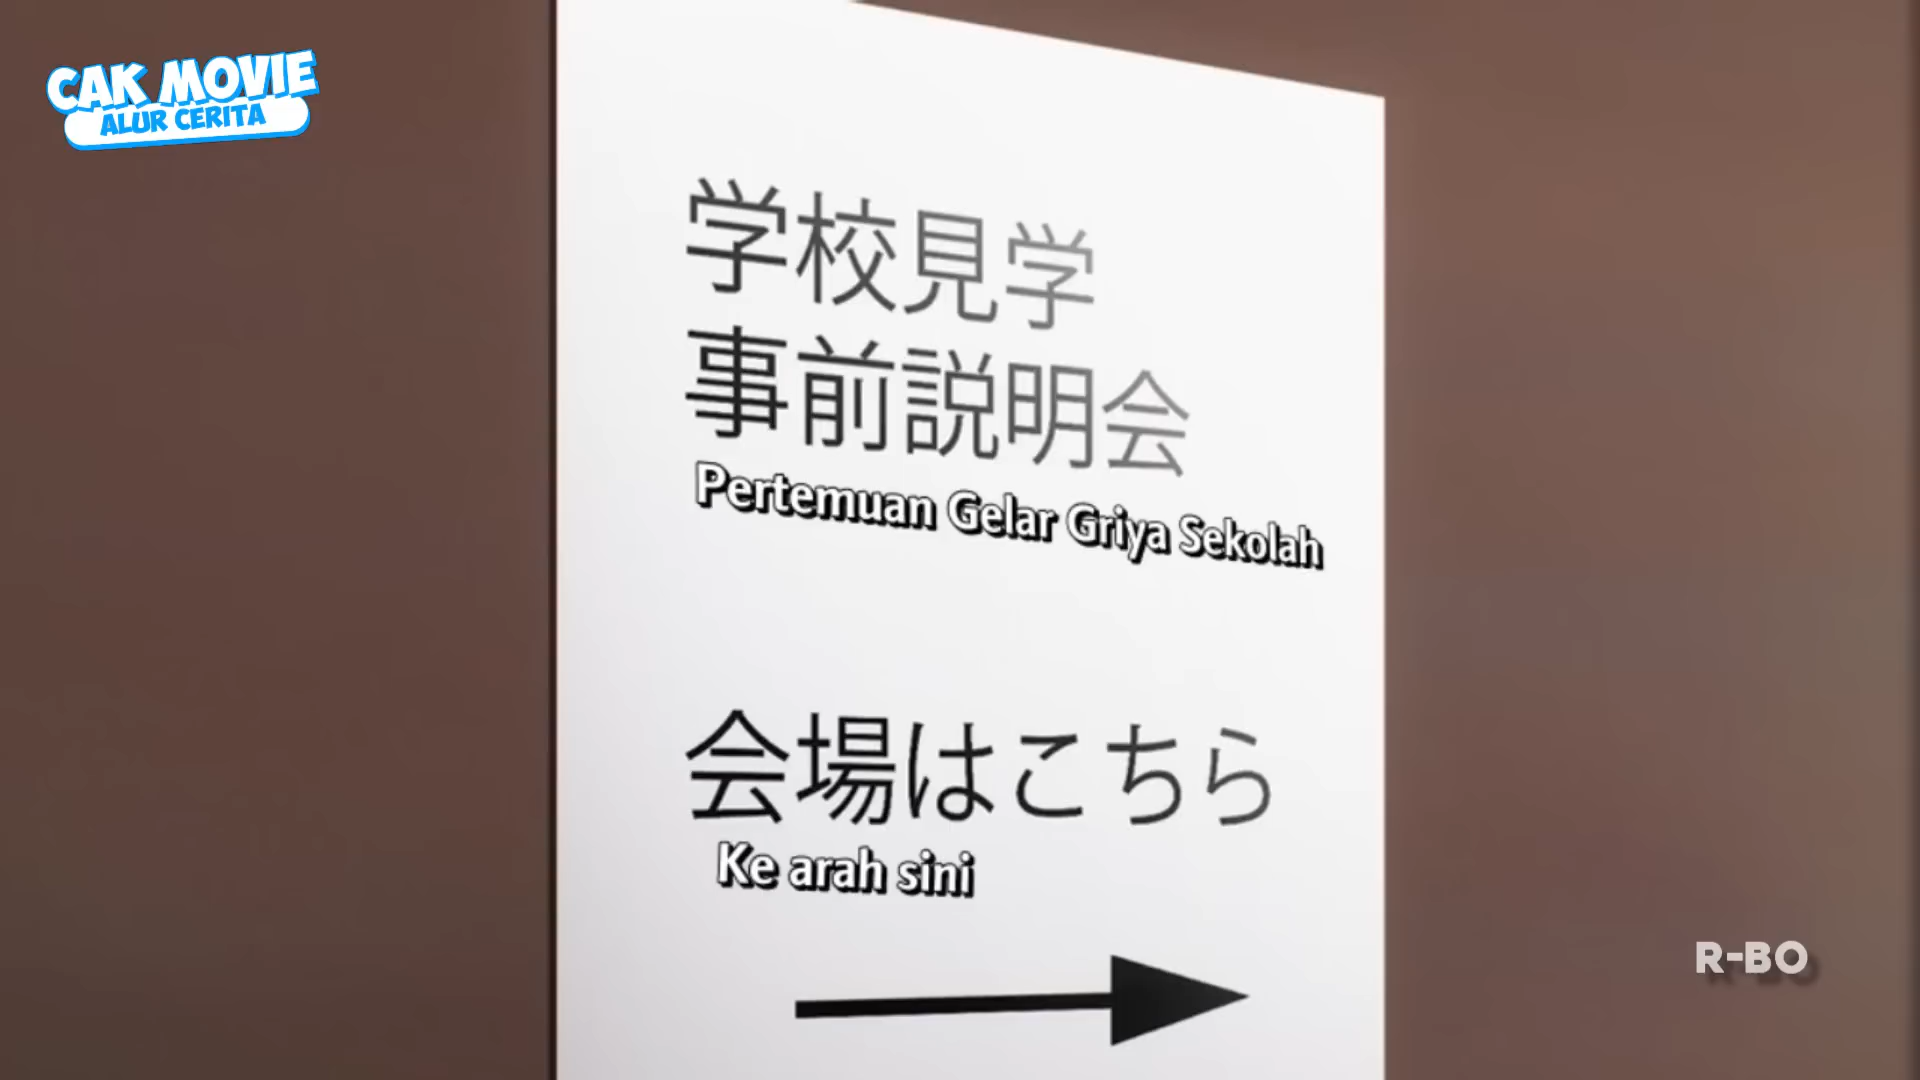 CAK MOVIE
ALUR CERITA
学校見学
事前説明会
Pertemuan Gelar Griya Sekolah
会場はこちら
Ke arah sini
R-BO